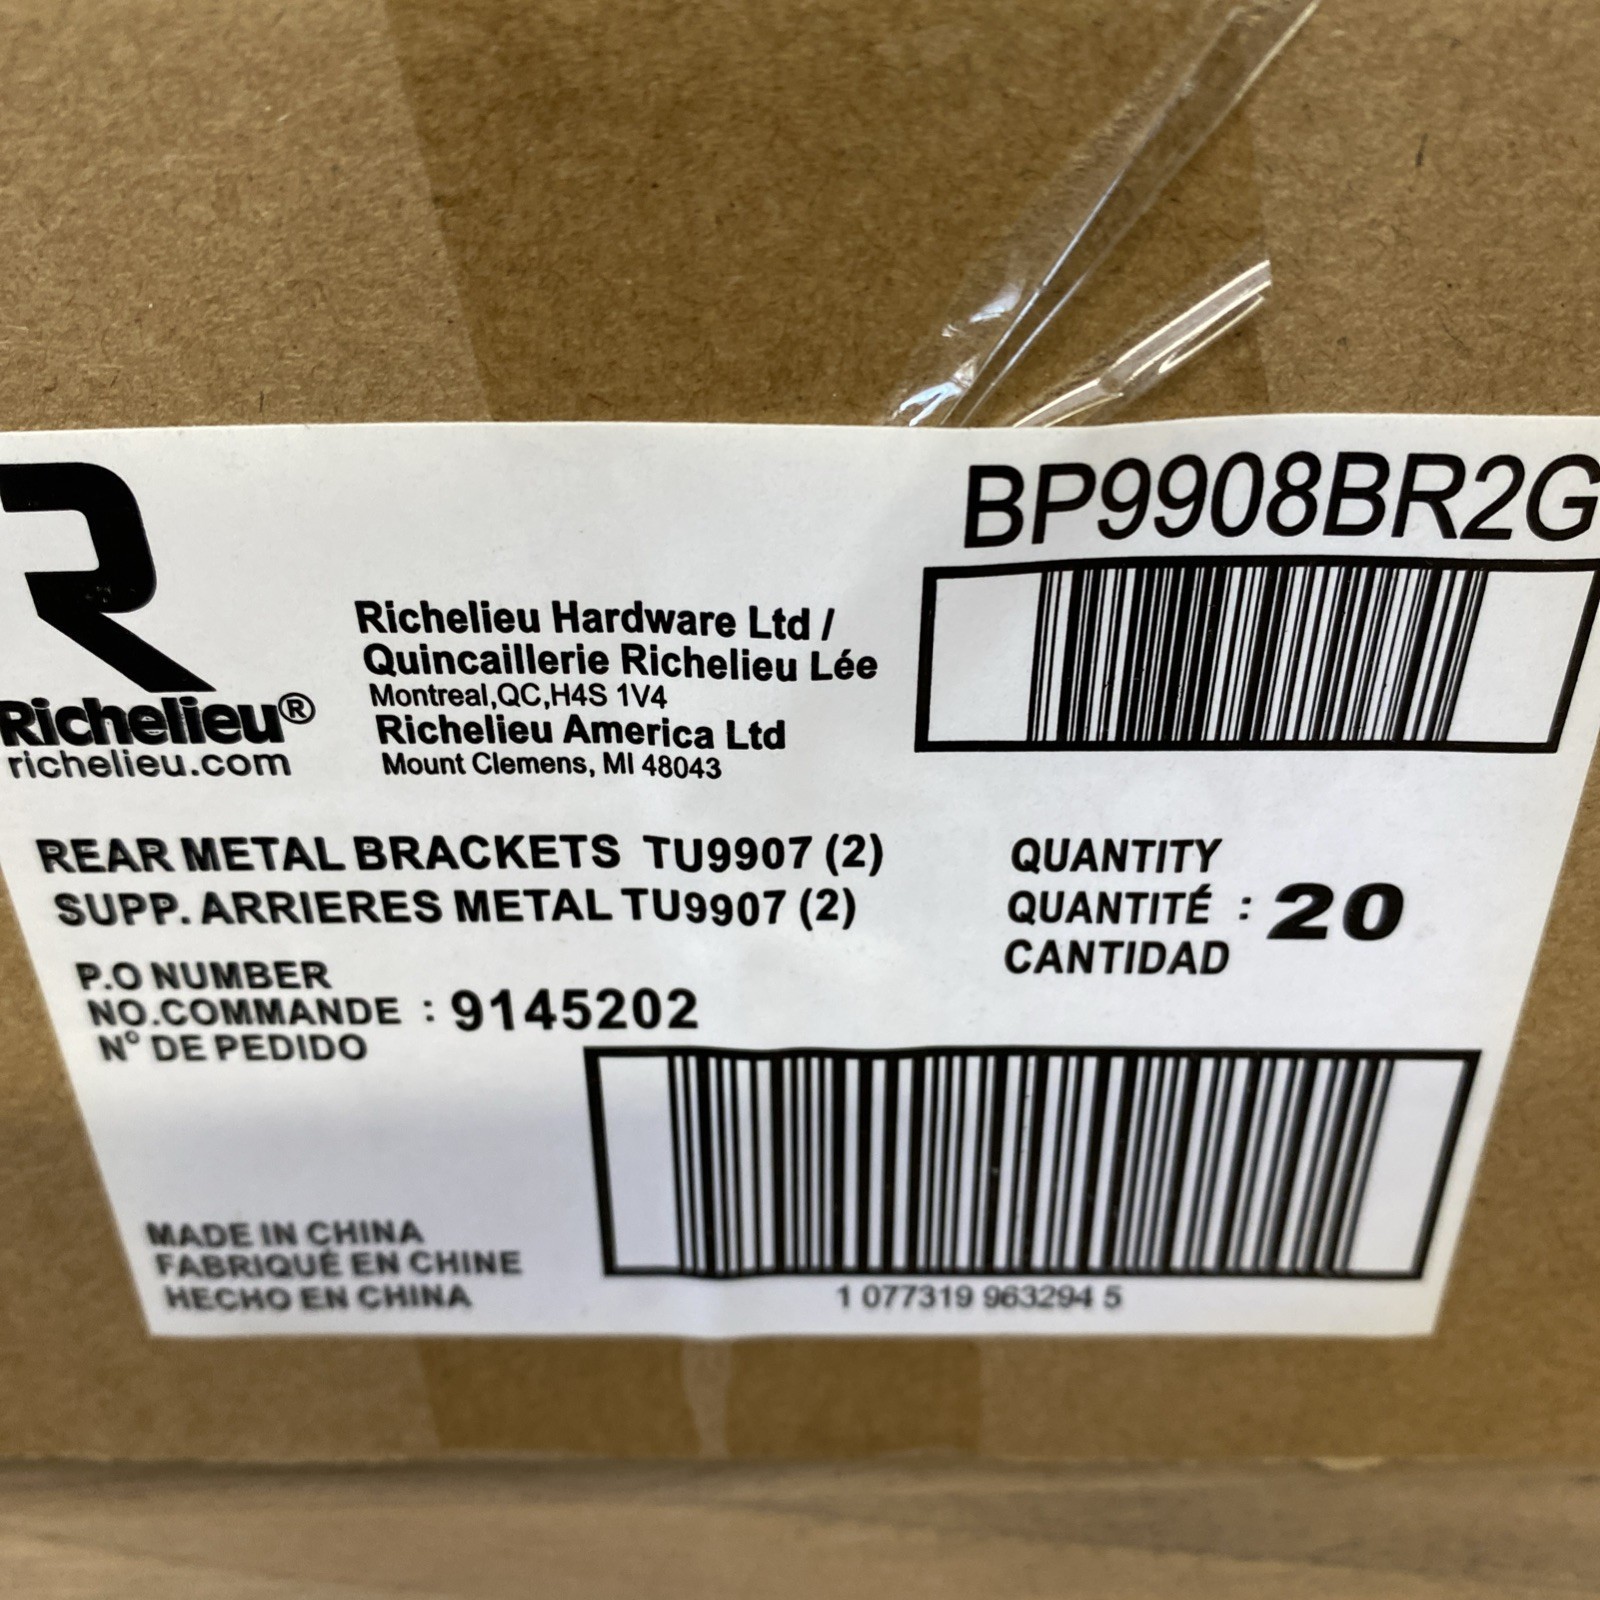 BP9908BR2G
R
Richelieu®
richelieu.com
Richelieu Hardware Ltd /
Quincaillerie Richelieu Lée
Montreal,QC,H4S 1V4
Richelieu America Ltd
Mount Clemens, MI 48043
REAR METAL BRACKETS TU9907 (2)
SUPP. ARRIERES METAL TU9907 (2)
QUANTITY
QUANTITÉ : 20
CANTIDAD
P.O NUMBER
NO.COMMANDE : 9145202
N° DE PEDIDO
MADE IN CHINA
FABRIQUÉ EN CHINE
HECHO EN CHINA
1 077319 963294 5